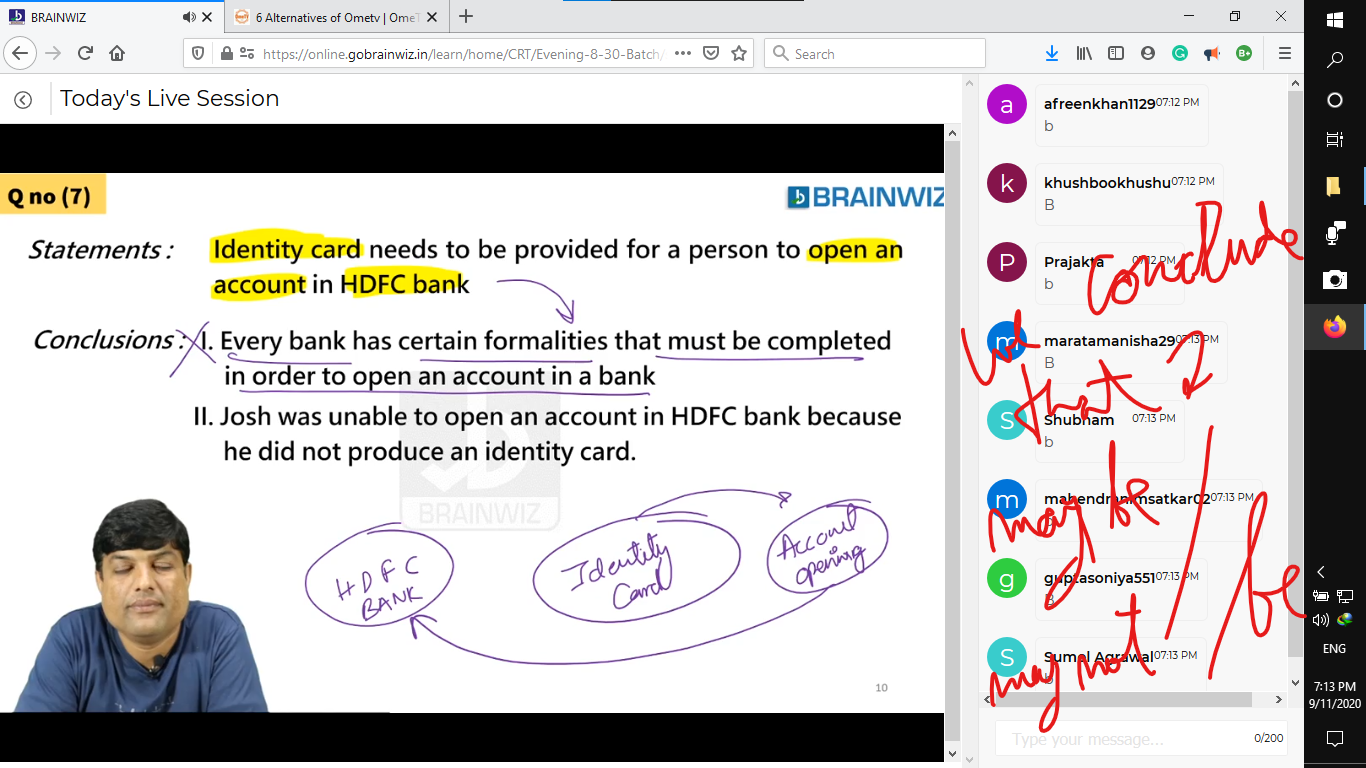 BRAINWIZ
6 Alternatives of Ometv | OmeT
https://online.gobrainwiz.in/learn/home/CRT/Evening-8-30-Batch/
Search
Today's Live Session
Q no (7)
BRAINWIZ
Statements :
Identity card needs to be provided for a person to open an
account in HDFC bank
Conclusions :
I. Every bank has certain formalities that must be completed
in order to open an account in a bank
II. Josh was unable to open an account in HDFC bank because
he did not produce an identity card.
BRAINWIZ
HDFC
BANK
Identity
Card
Account
opening
10
a
afreenkhan1129 07:12 PM
b
k
khushbookhushu 07:12 PM
B
P
Prajakta 07:12 PM
b
m
maratamanisha29 07:13 PM
B
S
Shubham 07:13 PM
b
m
mahendranimsatkar02 07:13 PM
g
guptasoniya551 07:13 PM
B
S
Sumal Agrawal 07:13 PM
b
Conclude
that
may be
may not be
Type your message...
0/200
ENG
7:13 PM
9/11/2020